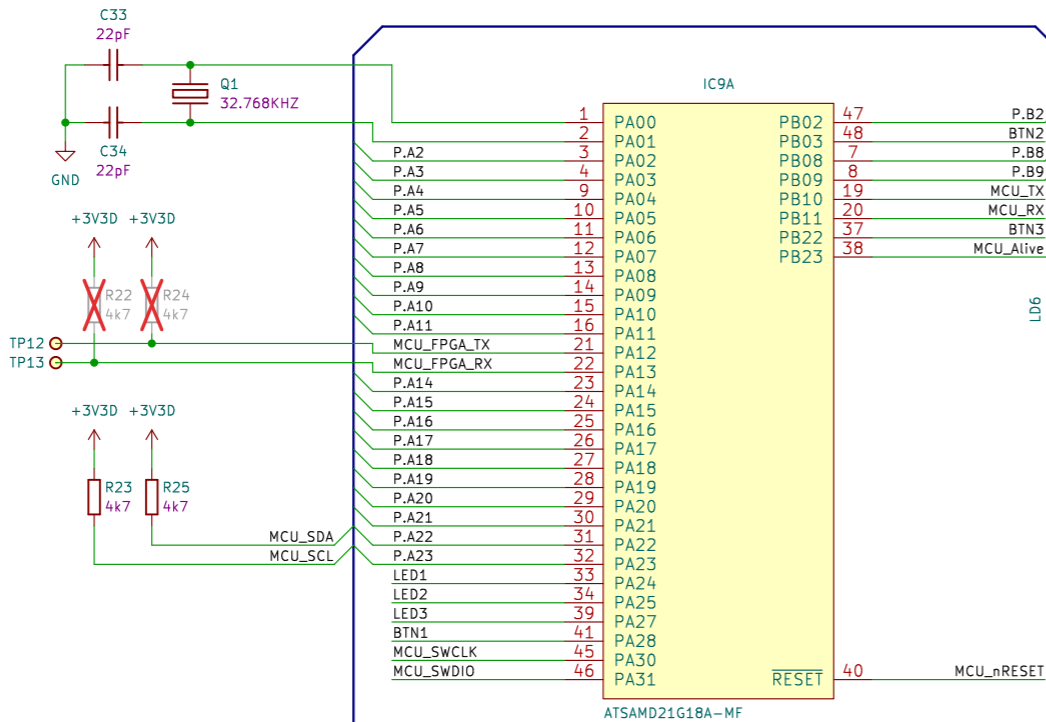 C33
22pF
Q1
32.768KHZ
C34
22pF
GND
+3V3D +3V3D
R22 R24
4k7 4k7
TP12
TP13
+3V3D +3V3D
R23 R25
4k7 4k7
MCU_SDA
MCU_SCL
IC9A
1 PA00 PB02 47 P.B2
2 PA01 PB03 48 BTN2
P.A2 3 PA02 PB08 7 P.B8
P.A3 4 PA03 PB09 8 P.B9
P.A4 9 PA04 PB10 19 MCU_TX
P.A5 10 PA05 PB11 20 MCU_RX
P.A6 11 PA06 PB22 37 BTN3
P.A7 12 PA07 PB23 38 MCU_Alive
P.A8 13 PA08
P.A9 14 PA09
P.A10 15 PA10
P.A11 16 PA11
MCU_FPGA_TX 21 PA12
MCU_FPGA_RX 22 PA13
P.A14 23 PA14
P.A15 24 PA15
P.A16 25 PA16
P.A17 26 PA17
P.A18 27 PA18
P.A19 28 PA19
P.A20 29 PA20
P.A21 30 PA21
P.A22 31 PA22
P.A23 32 PA23
LED1 33 PA24
LED2 34 PA25
LED3 39 PA27
BTN1 41 PA28
MCU_SWCLK 45 PA30
MCU_SWDIO 46 PA31 RESET 40 MCU_nRESET
ATSAMD21G18A-MF
LD6